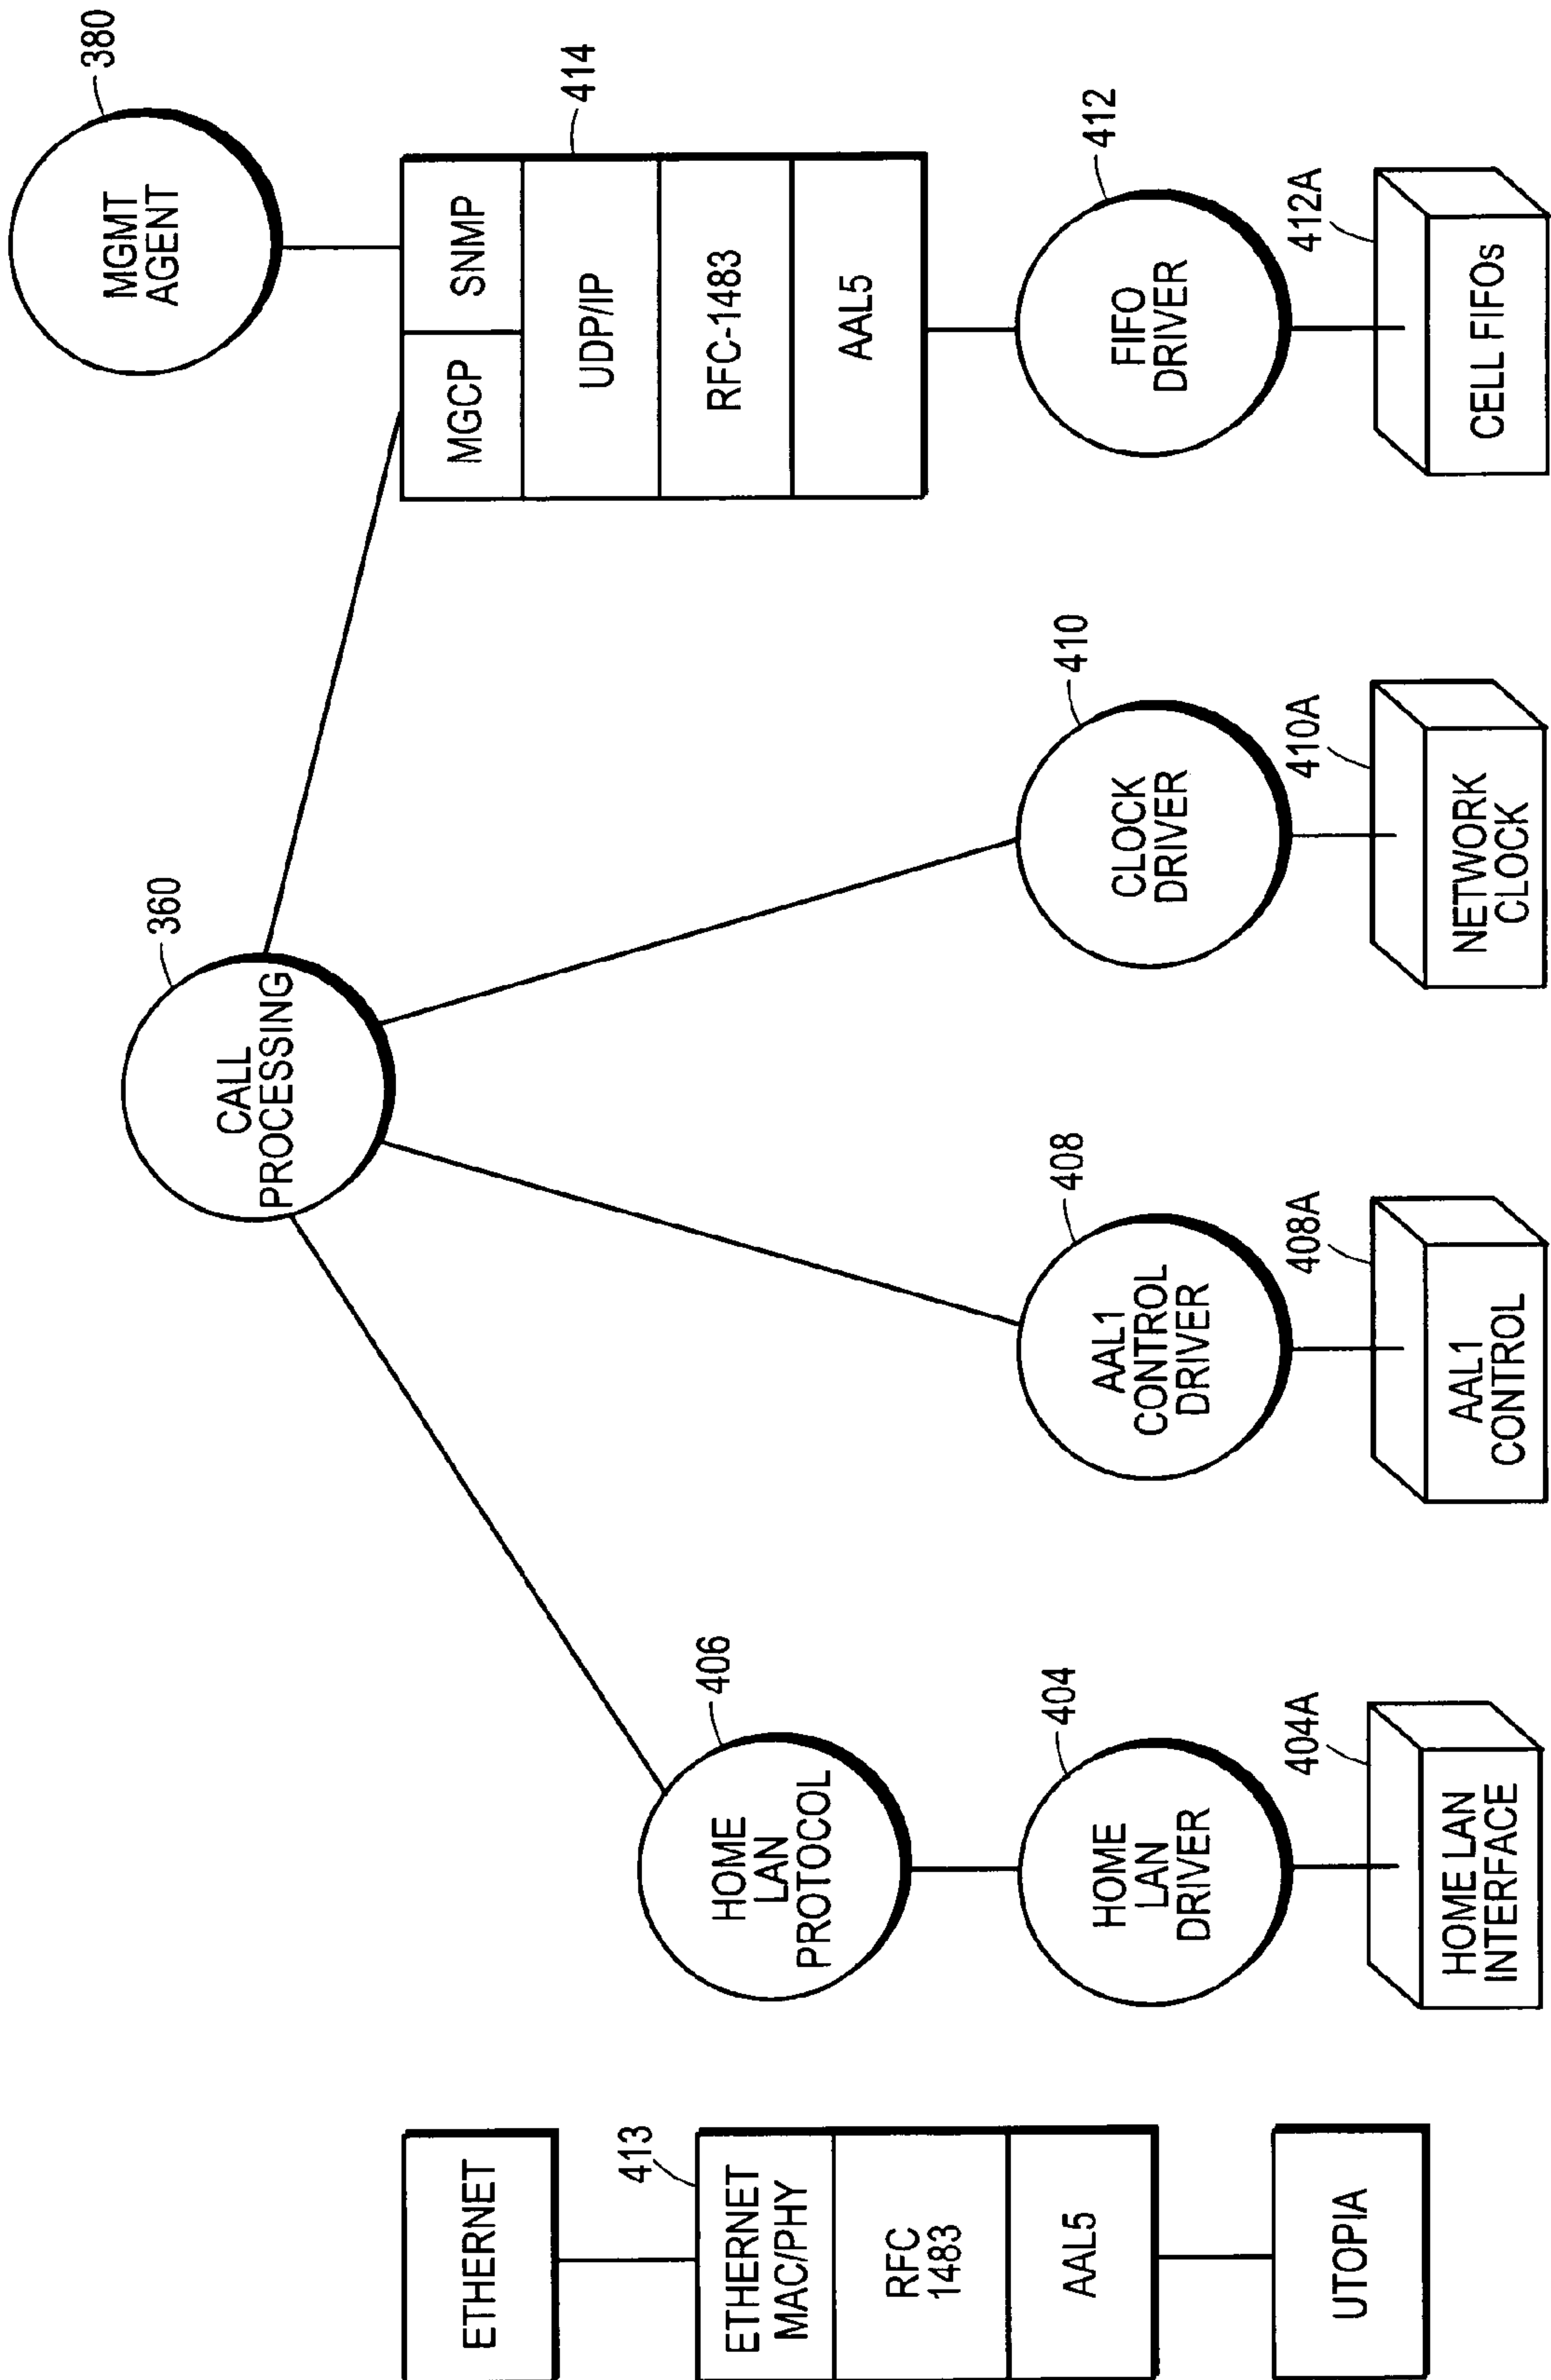 380
MGMT
AGENT
360
CALL
PROCESSING
ETHERNET
413
ETHERNET
MAC/PHY
RFC
1483
AAL5
UTOPIA
406
HOME
LAN
PROTOCOL
404
HOME
LAN
DRIVER
404A
HOME LAN
INTERFACE
408
AAL1
CONTROL
DRIVER
408A
AAL1
CONTROL
410
CLOCK
DRIVER
410A
NETWORK
CLOCK
414
MGCP
SNMP
UDP/IP
RFC-1483
AAL5
412
FIFO
DRIVER
412A
CELL FIFOs